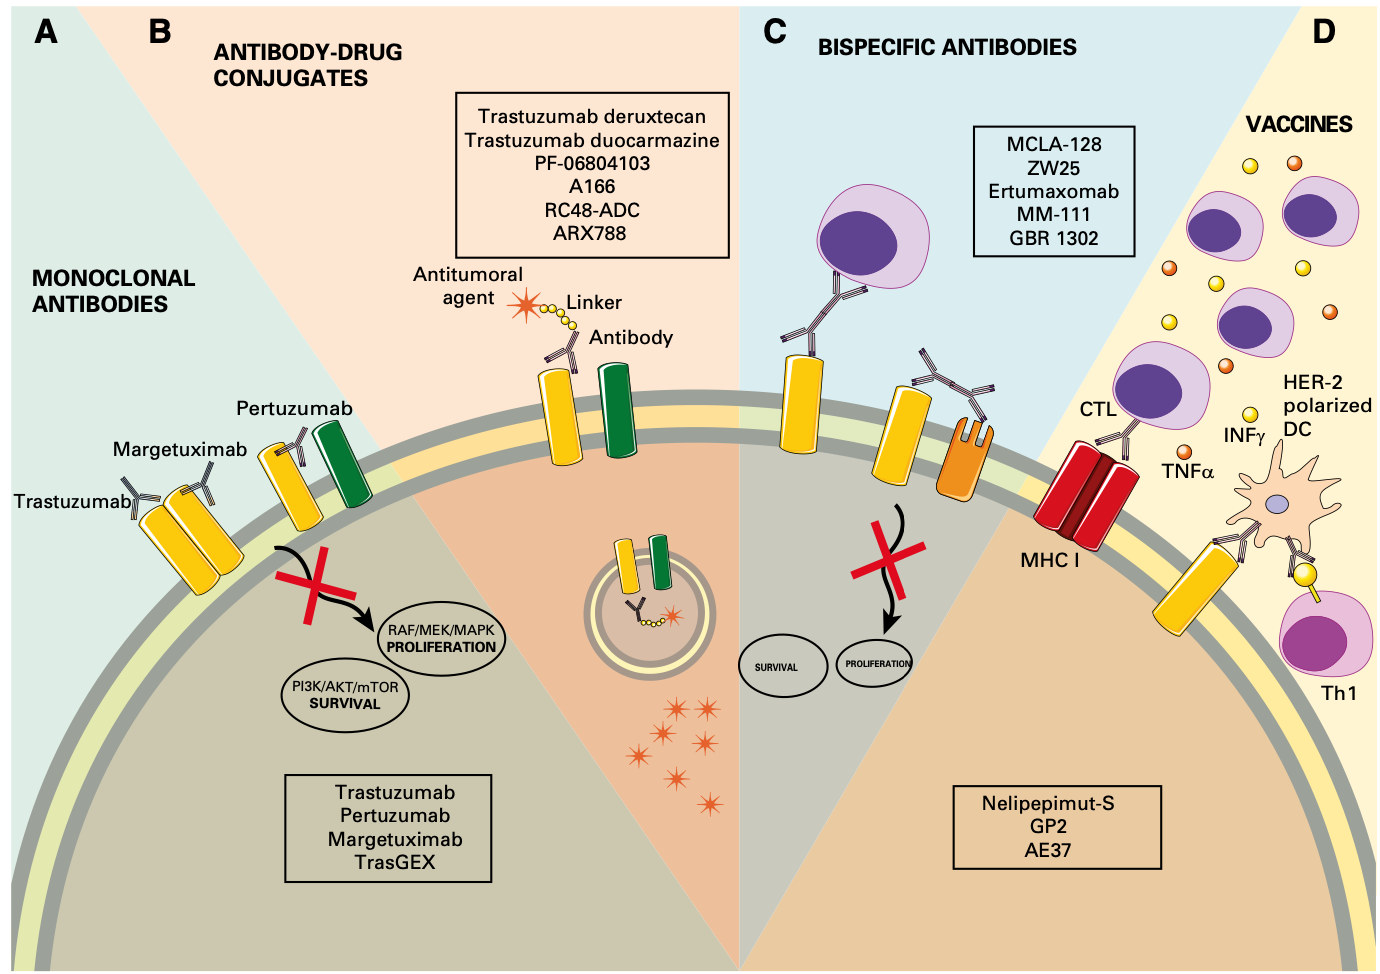 A
B
ANTIBODY-DRUG
CONJUGATES
C
BISPECIFIC ANTIBODIES
D
VACCINES
MONOCLONAL
ANTIBODIES
Trastuzumab deruxtecan
Trastuzumab duocarmazine
PF-06804103
A166
RC48-ADC
ARX788
MCLA-128
ZW25
Ertumaxomab
MM-111
GBR 1302
Antitumoral
agent
Linker
Antibody
Pertuzumab
Margetuximab
Trastuzumab
CTL
HER-2
polarized
DC
INFγ
TNFα
MHC I
Th1
RAF/MEK/MAPK
PROLIFERATION
PI3K/AKT/mTOR
SURVIVAL
SURVIVAL
PROLIFERATION
Trastuzumab
Pertuzumab
Margetuximab
TrasGEX
Nelipepimut-S
GP2
AE37